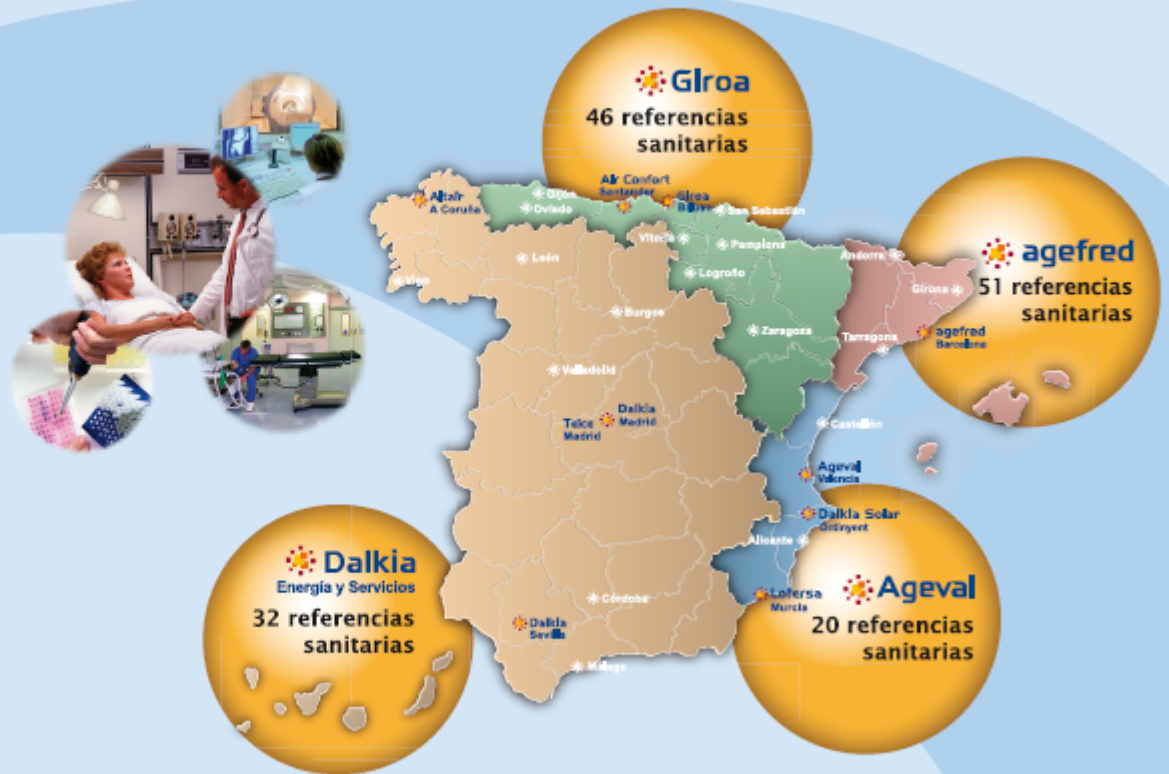 GIroa
46 referencias
sanitarias
agefred
51 referencias
sanitarias
Altair
A Coruña
Gijón
Oviedo
Air Confort
Santander
Giroa
Bilbao
San Sebastián
Vitoria
Pamplona
Logroño
León
Vigo
Burgos
Andorra
Girona
Zaragoza
Tarragona
agefred
Barcelona
Valladolid
Telce
Madrid
Dalkia
Madrid
Castellón
Ageval
Valencia
Dalkia Solar
Ontinyent
Alicante
Lofersa
Murcia
Córdoba
Dalkia
Sevilla
Málaga
Dalkia
Energía y Servicios
32 referencias
sanitarias
Ageval
20 referencias
sanitarias